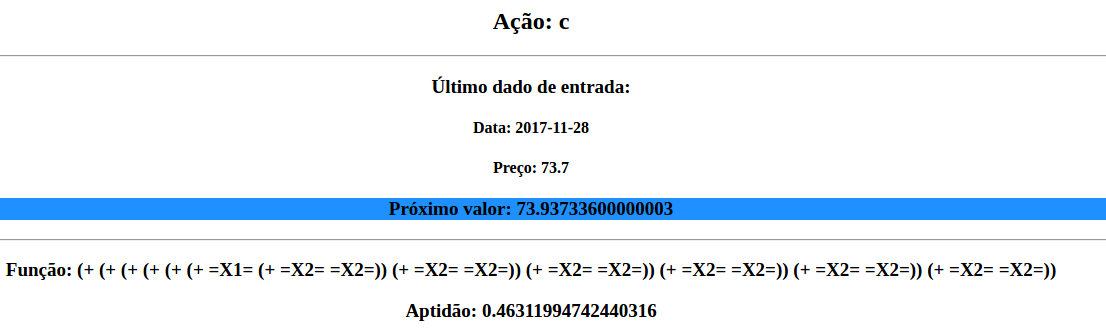 Ação: c
Último dado de entrada:
Data: 2017-11-28
Preço: 73.7
Próximo valor: 73.93733600000003
Função: (+ (+ (+ (+ (+ (+ =X1= (+ =X2= =X2=)) (+ =X2= =X2=)) (+ =X2= =X2=)) (+ =X2= =X2=)) (+ =X2= =X2=)) (+ =X2= =X2=))
Aptidão: 0.46311994742440316